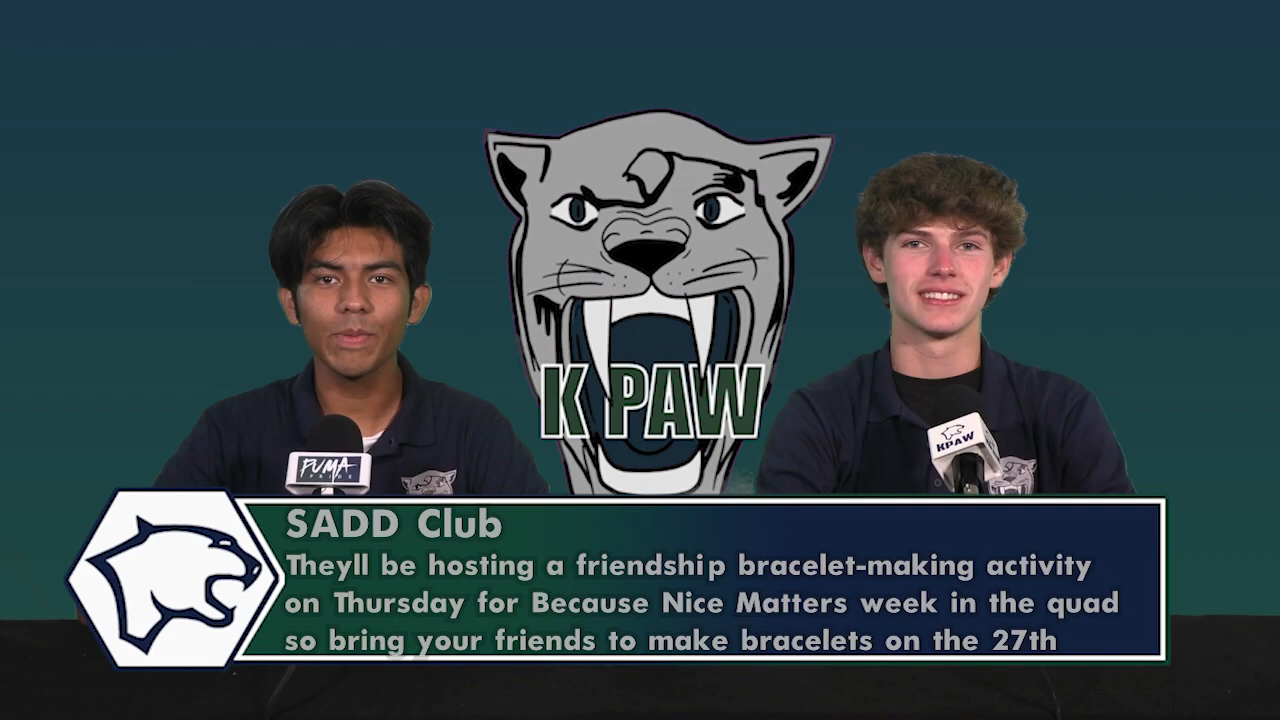 K PAW
PUMA
PRIDE
KPAW
SADD Club
Theyll be hosting a friendship bracelet-making activity
on Thursday for Because Nice Matters week in the quad
so bring your friends to make bracelets on the 27th